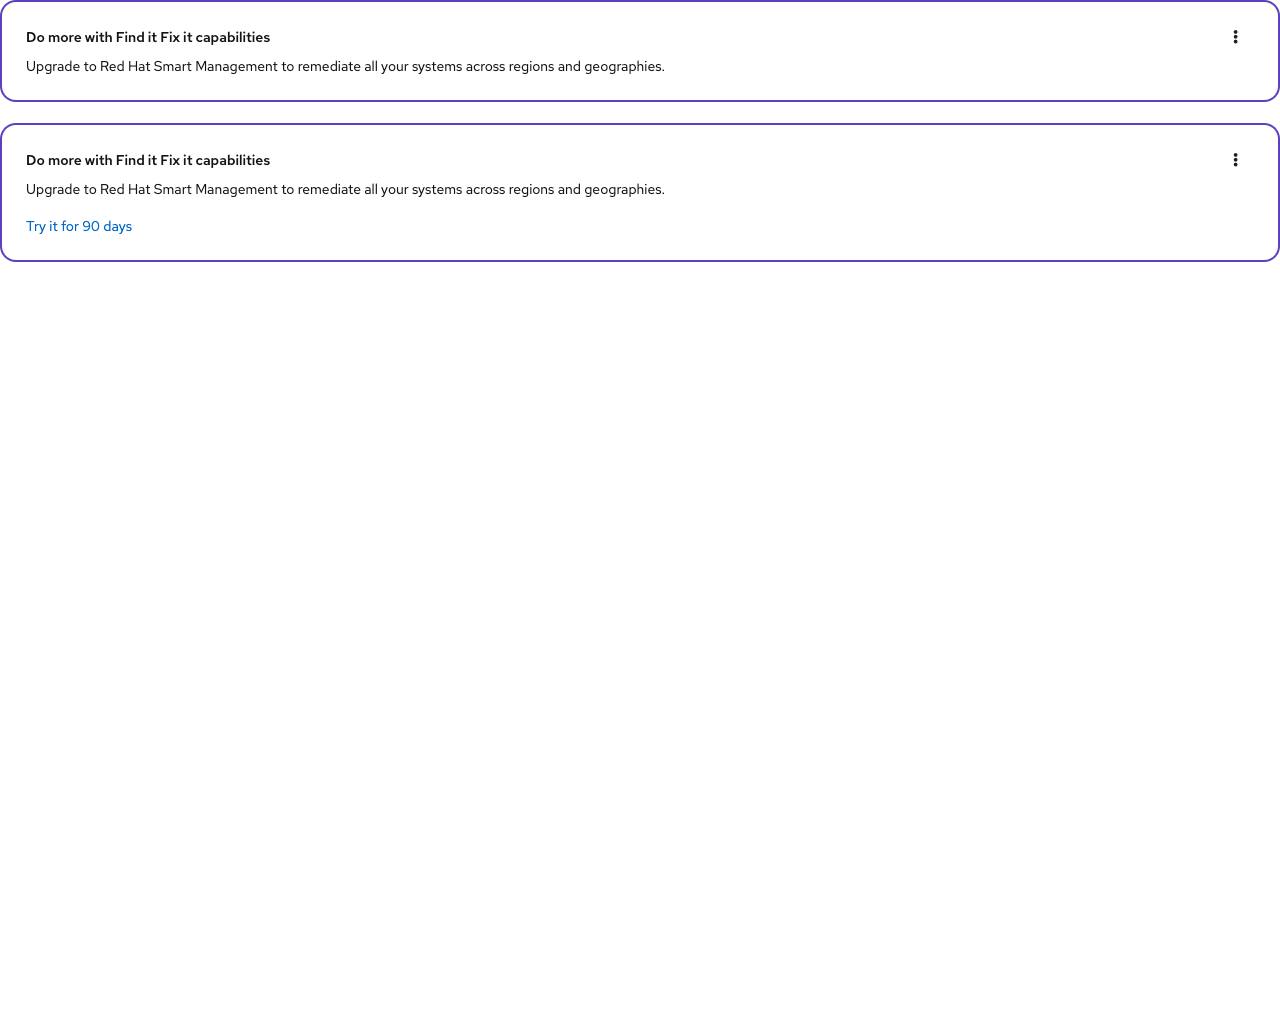 Do more with Find it Fix it capabilities
Upgrade to Red Hat Smart Management to remediate all your systems across regions and geographies.
Do more with Find it Fix it capabilities
Upgrade to Red Hat Smart Management to remediate all your systems across regions and geographies.
Try it for 90 days